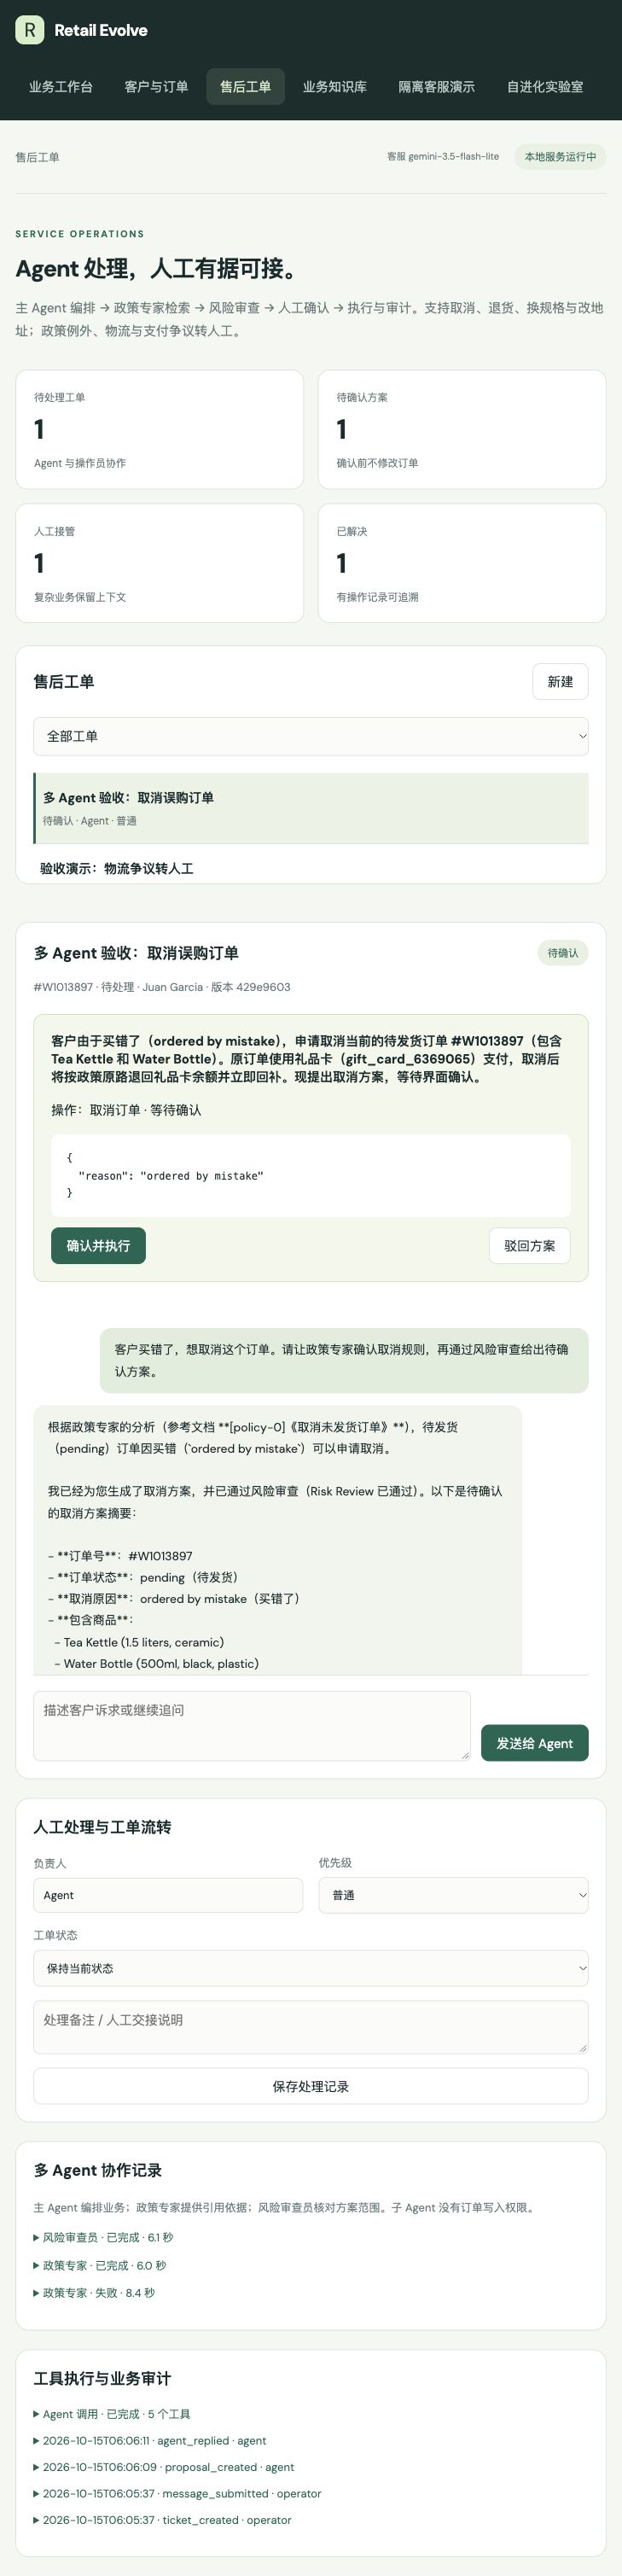 R Retail Evolve
业务工作台 客户与订单 售后工单 业务知识库 隔离客服演示 自进化实验室
售后工单 客服 gemini-3.5-flash-lite 本地服务运行中
SERVICE OPERATIONS
Agent 处理，人工有据可接。
主 Agent 编排 → 政策专家检索 → 风险审查 → 人工确认 → 执行与审计。支持取消、退货、换规格与改地
址；政策例外、物流与支付争议转人工。
待处理工单
1
Agent 与操作员协作
待确认方案
1
确认前不修改订单
人工接管
1
复杂业务保留上下文
已解决
1
有操作记录可追溯
售后工单 新建
全部工单
多 Agent 验收：取消误购订单
待确认 · Agent · 普通
验收演示：物流争议转人工
多 Agent 验收：取消误购订单 待确认
#W1013897 · 待处理 · Juan Garcia · 版本 429e9603
客户由于买错了（ordered by mistake），申请取消当前的待发货订单 #W1013897（包含
Tea Kettle 和 Water Bottle）。原订单使用礼品卡（gift_card_6369065）支付，取消后
将按政策原路退回礼品卡余额并立即回补。现提出取消方案，等待界面确认。
操作：取消订单 · 等待确认
{
"reason": "ordered by mistake"
}
确认并执行 驳回方案
客户买错了，想取消这个订单。请让政策专家确认取消规则，再通过风险审查给出待确
认方案。
根据政策专家的分析（参考文档 **[policy-0]《取消未发货订单》**），待发货
（pending）订单因买错（`ordered by mistake`）可以申请取消。
我已经为您生成了取消方案，并已通过风险审查（Risk Review 已通过）。以下是待确认
的取消方案摘要：
- **订单号**：#W1013897
- **订单状态**：pending（待发货）
- **取消原因**：ordered by mistake（买错了）
- **包含商品**：
- Tea Kettle (1.5 liters, ceramic)
- Water Bottle (500ml, black, plastic)
描述客户诉求或继续追问
发送给 Agent
人工处理与工单流转
负责人 优先级
Agent 普通
工单状态
保持当前状态
处理备注 / 人工交接说明
保存处理记录
多 Agent 协作记录
主 Agent 编排业务；政策专家提供引用依据；风险审查员核对方案范围。子 Agent 没有订单写入权限。
▶ 风险审查员 · 已完成 · 6.1 秒
▶ 政策专家 · 已完成 · 6.0 秒
▶ 政策专家 · 失败 · 8.4 秒
工具执行与业务审计
▶ Agent 调用 · 已完成 · 5 个工具
▶ 2026-10-15T06:06:11 · agent_replied · agent
▶ 2026-10-15T06:06:09 · proposal_created · agent
▶ 2026-10-15T06:05:37 · message_submitted · operator
▶ 2026-10-15T06:05:37 · ticket_created · operator